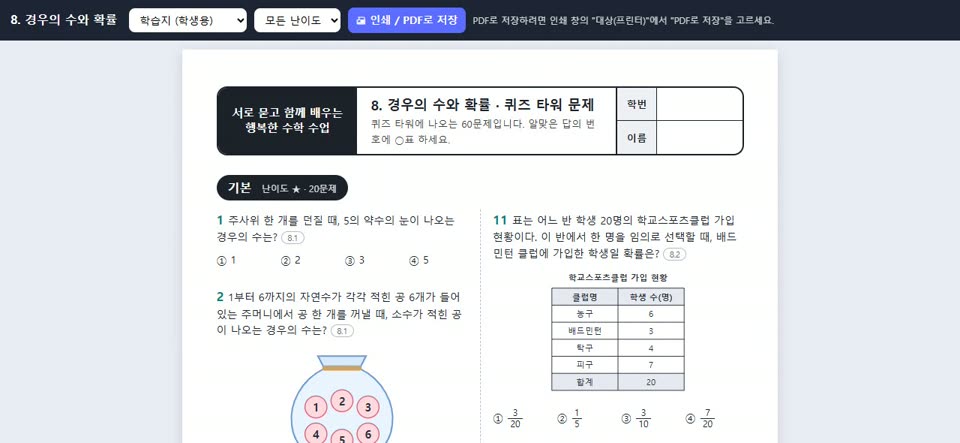 8. 경우의 수와 확률
학습지 (학생용)
모든 난이도
인쇄 / PDF로 저장
PDF로 저장하려면 인쇄 창의 "대상(프린터)"에서 "PDF로 저장"을 고르세요.
서로 묻고 함께 배우는
행복한 수학 수업
8. 경우의 수와 확률 · 퀴즈 타워 문제
퀴즈 타워에 나오는 60문제입니다. 알맞은 답의 번
호에 ○표 하세요.
학번
이름
기본 난이도 ★ · 20문제
1 주사위 한 개를 던질 때, 5의 약수의 눈이 나오는
경우의 수는? 8.1
① 1 ② 2 ③ 3 ④ 5
2 1부터 6까지의 자연수가 각각 적힌 공 6개가 들어
있는 주머니에서 공 한 개를 꺼낼 때, 소수가 적힌 공
이 나오는 경우의 수는? 8.1
1 2 3
4 5 6
11 표는 어느 반 학생 20명의 학교스포츠클럽 가입
현황이다. 이 반에서 한 명을 임의로 선택할 때, 배드
민턴 클럽에 가입한 학생일 확률은? 8.2
학교스포츠클럽 가입 현황
클럽명 학생 수(명)
농구 6
배드민턴 3
탁구 4
피구 7
합계 20
① 3/20 ② 1/5 ③ 3/10 ④ 7/20